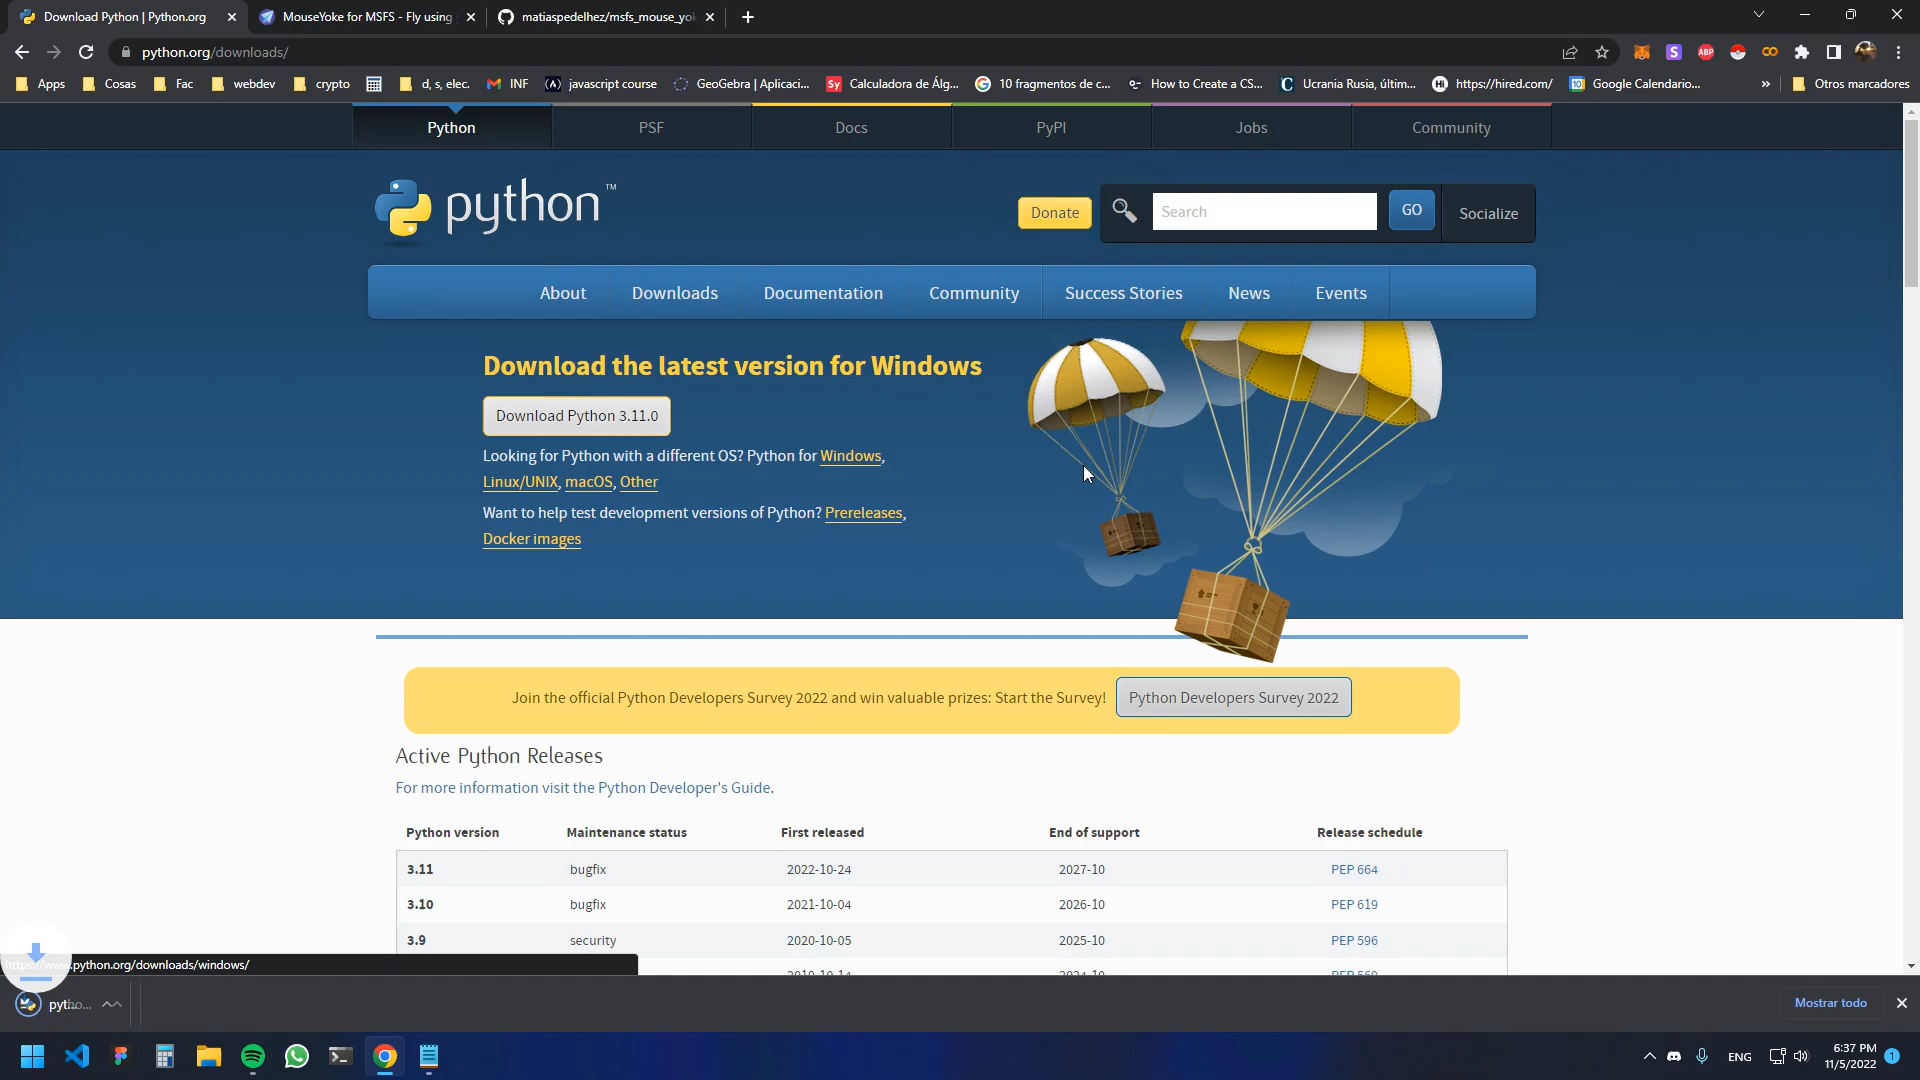 Download Python | Python.org
MouseYoke for MSFS - Fly using
matiaspedelhez/msfs_mouse_yo
python.org/downloads/
ABP
Apps
Cosas
Fac
webdev
crypto
d, s, elec.
INF
javascript course
GeoGebra | Aplicaci...
Sy
Calculadora de Álg...
10 fragmentos de c...
How to Create a CS...
Ucrania Rusia, últim...
https://hired.com/
Google Calendario...
»
Otros marcadores
Python
PSF
Docs
PyPI
Jobs
Community
python™
Donate
Search
GO
Socialize
About
Downloads
Documentation
Community
Success Stories
News
Events
Download the latest version for Windows
Download Python 3.11.0
Looking for Python with a different OS? Python for Windows,
Linux/UNIX, macOS, Other
Want to help test development versions of Python? Prereleases,
Docker images
Join the official Python Developers Survey 2022 and win valuable prizes: Start the Survey!
Python Developers Survey 2022
Active Python Releases
For more information visit the Python Developer's Guide.
Python version Maintenance status First released End of support Release schedule
3.11 bugfix 2022-10-24 2027-10 PEP 664
3.10 bugfix 2021-10-04 2026-10 PEP 619
3.9 security 2020-10-05 2025-10 PEP 596
https://www.python.org/downloads/windows/
pytho...
Mostrar todo
ENG
6:37 PM
11/5/2022
1